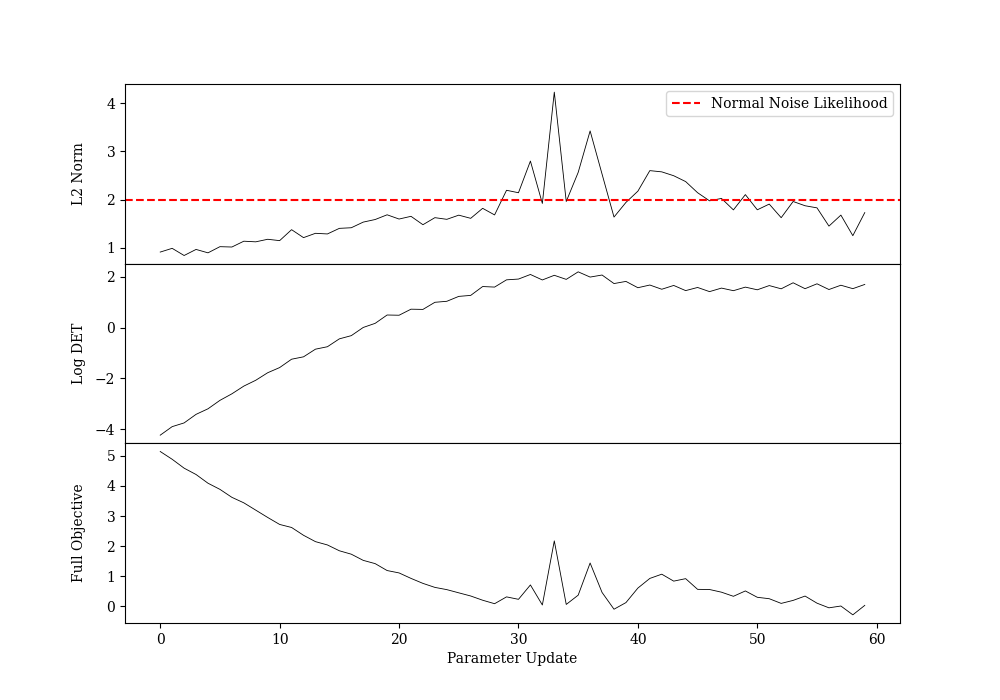 Normal Noise Likelihood
L2 Norm
4
3
2
1
Log DET
2
0
−2
−4
Full Objective
5
4
3
2
1
0
0 10 20 30 40 50 60
Parameter Update